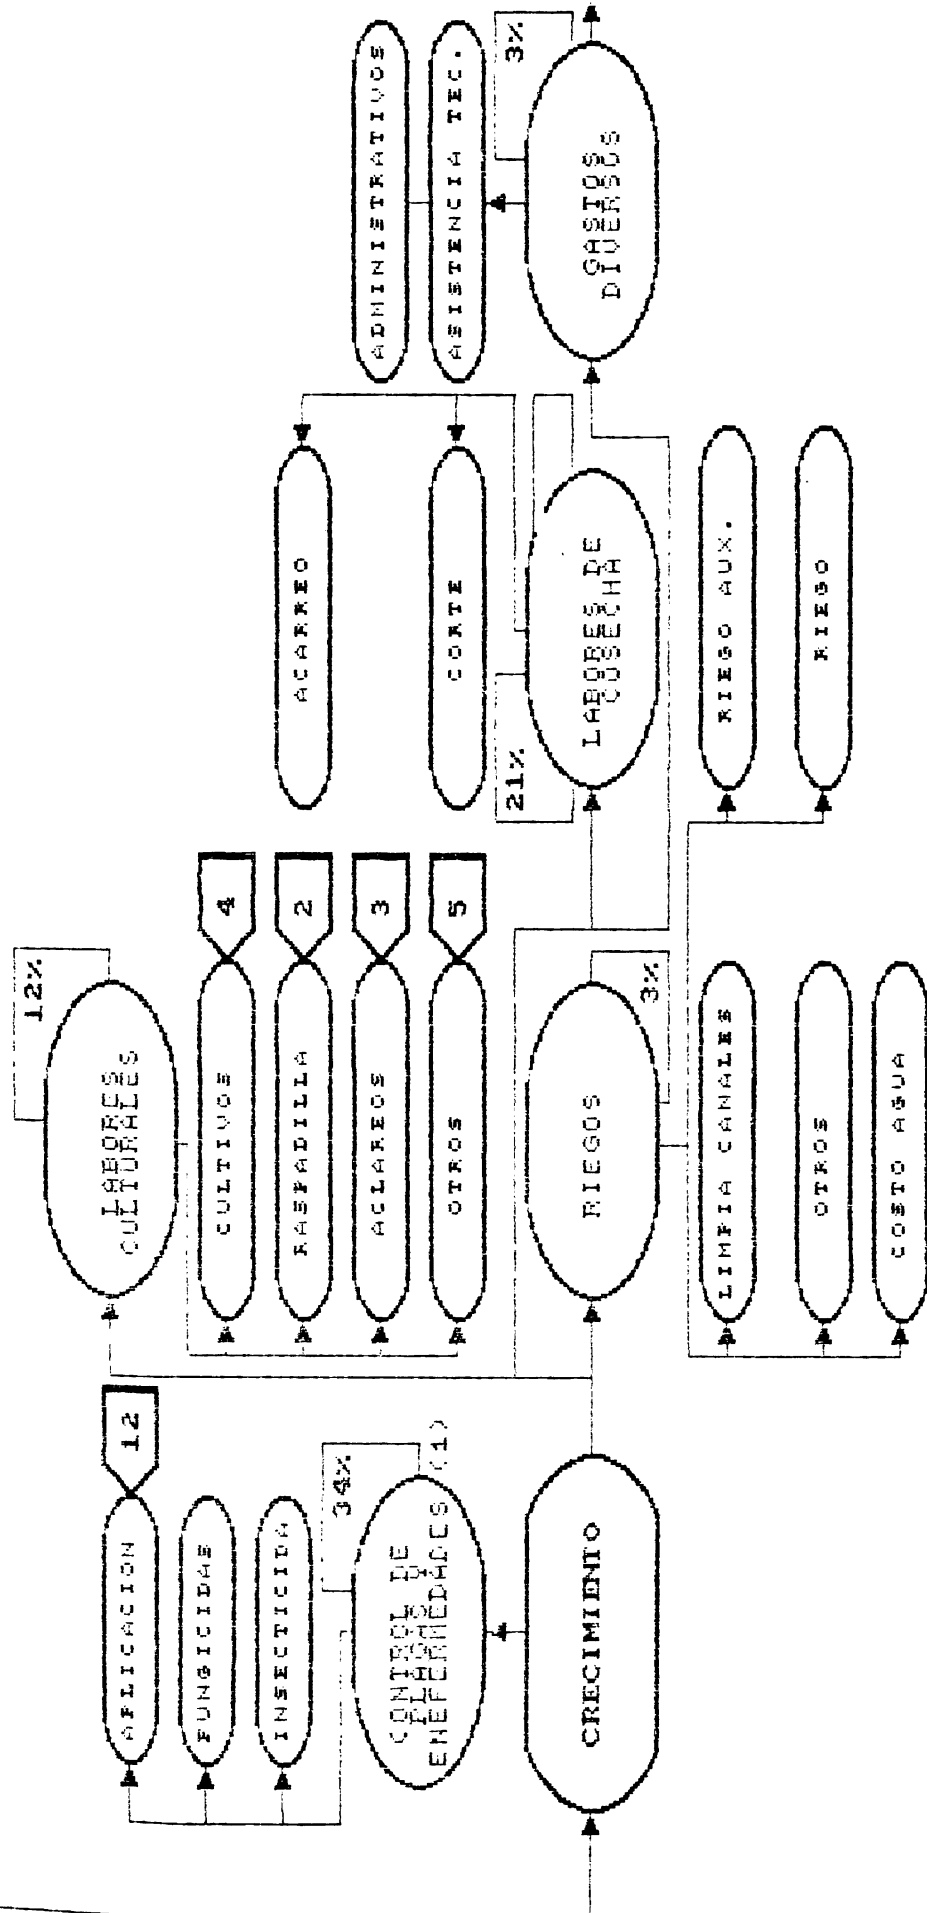 CRECIMIENTO
CONTROL DE
PLAGAS Y
ENEFERMEDADES (1)
34%
APLICACION
12
FUNGICIDAS
INSECTICIDA
LABORES
CULTURALES
12%
CULTIVOS
4
RASPADILLA
2
ACLAREOS
3
OTROS
5
RIEGOS
3%
LIMPIA CANALES
OTROS
COSTO AGUA
RIEGO AUX.
RIEGO
LABORES DE
COSECHA
21%
ACARREO
CORTE
GASTOS
DIVERSOS
3%
ADMINISTRATIVOS
ASISTENCIA TEC.